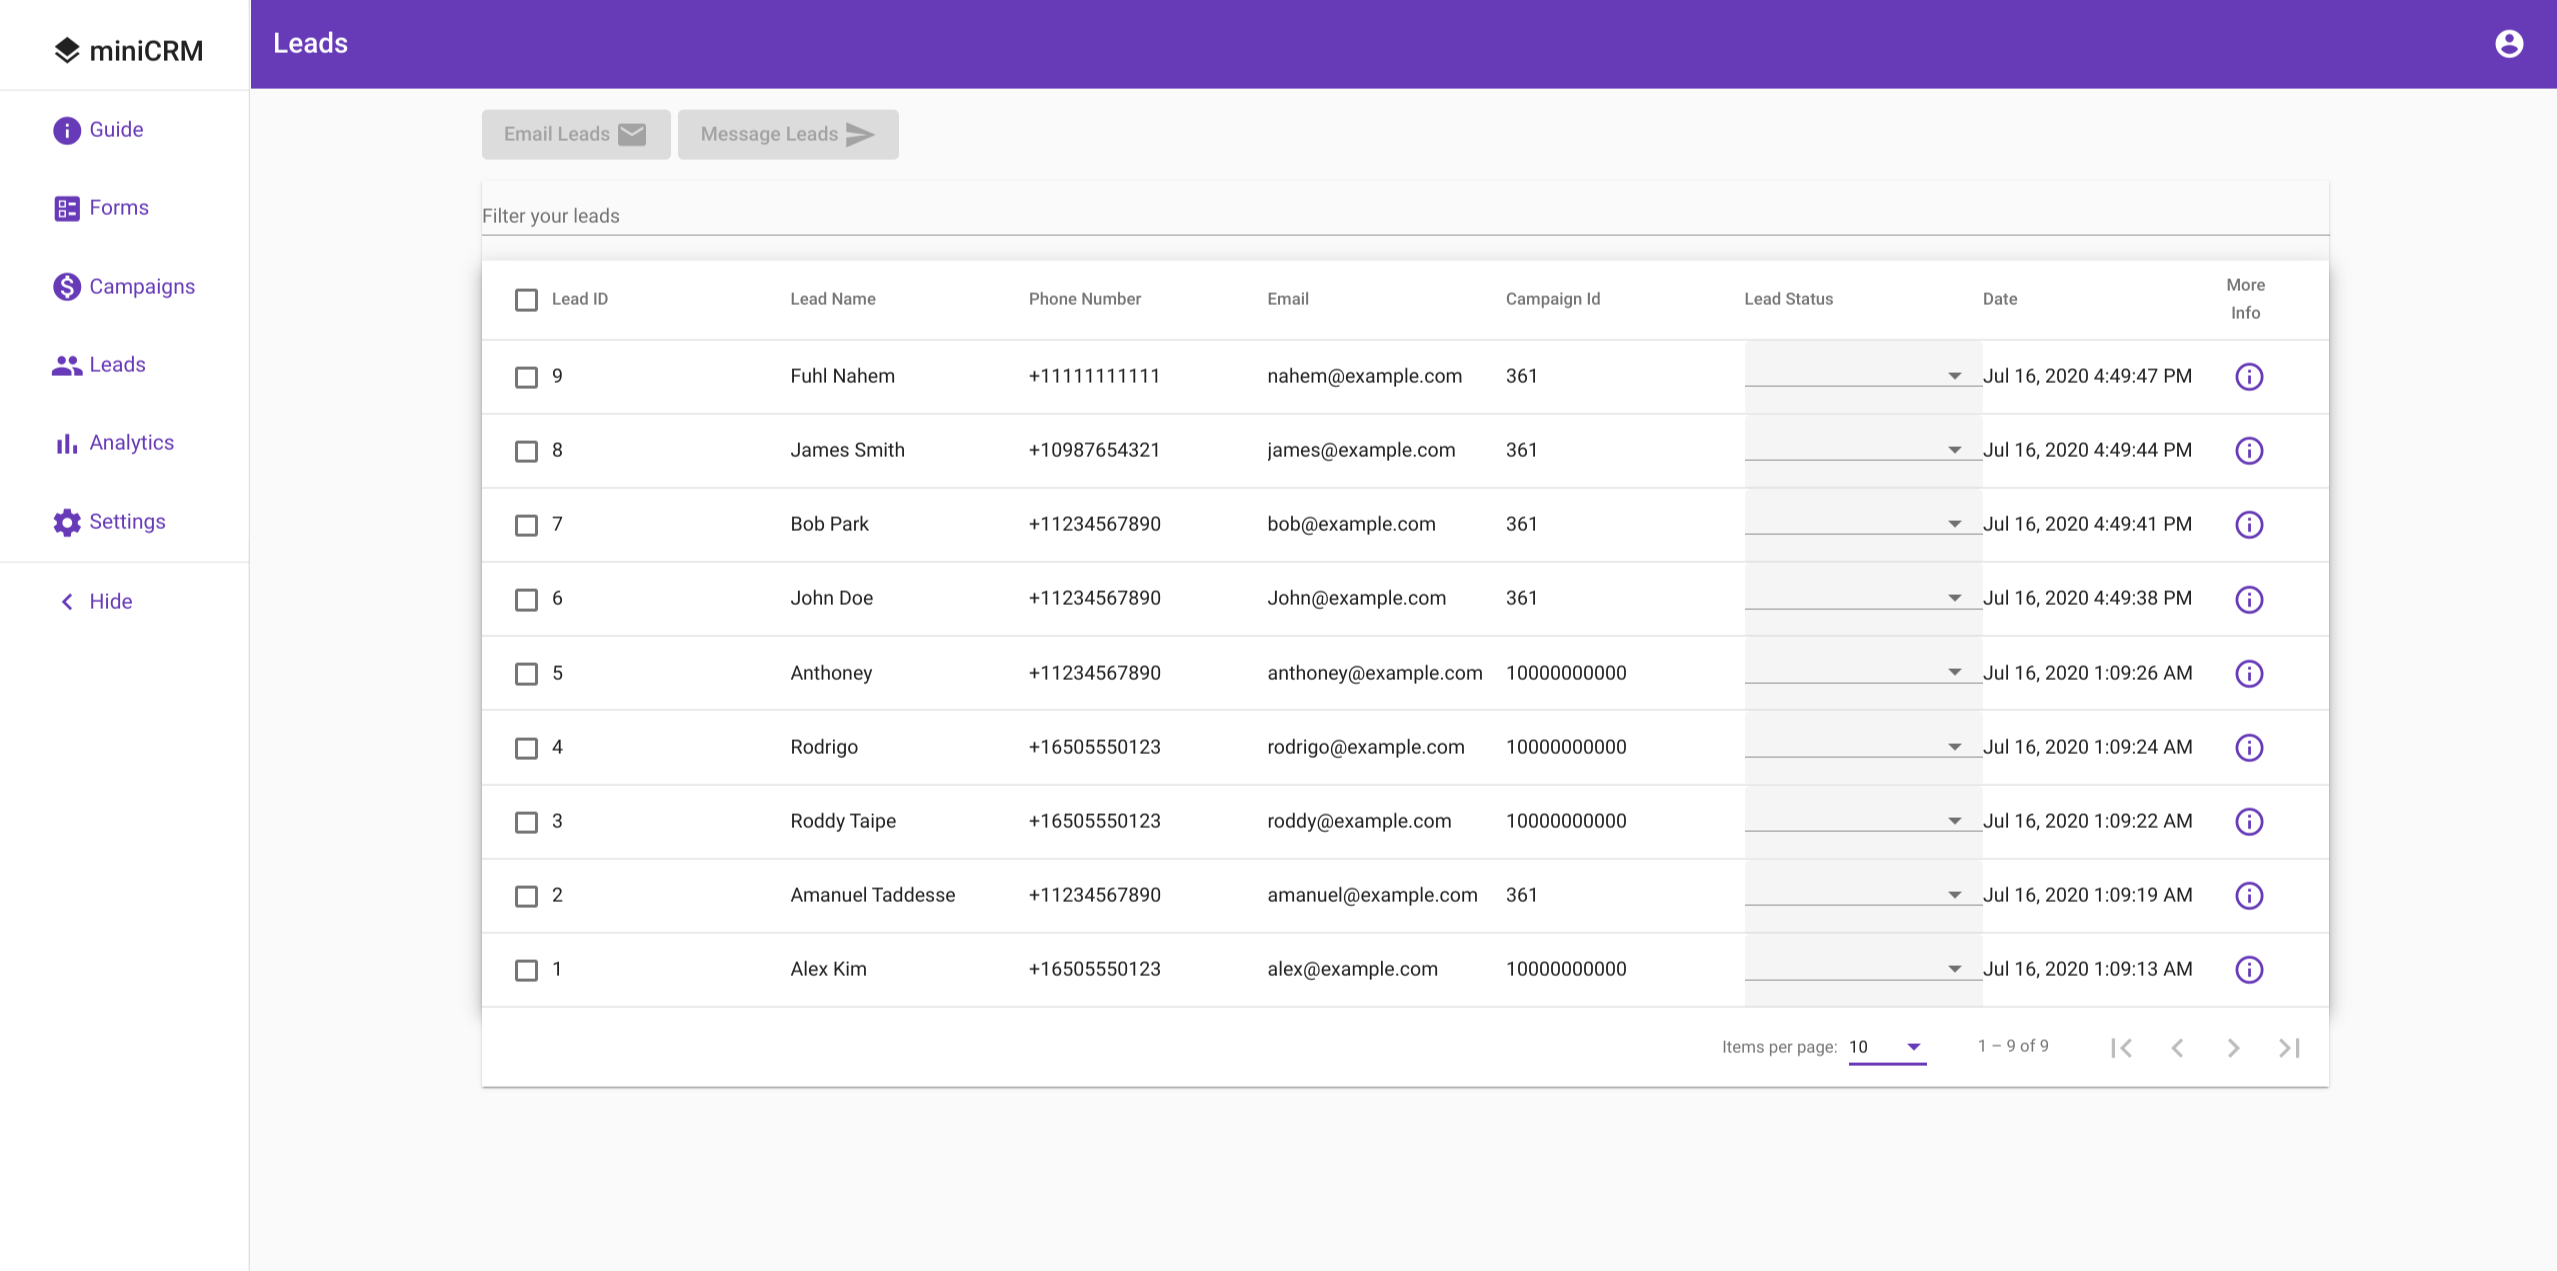 miniCRM
Guide
Forms
Campaigns
Leads
Analytics
Settings
Hide
Leads
Email Leads Message Leads
Filter your leads
Lead ID Lead Name Phone Number Email Campaign Id Lead Status Date More Info
9 Fuhl Nahem +11111111111 nahem@example.com 361 Jul 16, 2020 4:49:47 PM
8 James Smith +10987654321 james@example.com 361 Jul 16, 2020 4:49:44 PM
7 Bob Park +11234567890 bob@example.com 361 Jul 16, 2020 4:49:41 PM
6 John Doe +11234567890 John@example.com 361 Jul 16, 2020 4:49:38 PM
5 Anthoney +11234567890 anthoney@example.com 10000000000 Jul 16, 2020 1:09:26 AM
4 Rodrigo +16505550123 rodrigo@example.com 10000000000 Jul 16, 2020 1:09:24 AM
3 Roddy Taipe +16505550123 roddy@example.com 10000000000 Jul 16, 2020 1:09:22 AM
2 Amanuel Taddesse +11234567890 amanuel@example.com 361 Jul 16, 2020 1:09:19 AM
1 Alex Kim +16505550123 alex@example.com 10000000000 Jul 16, 2020 1:09:13 AM
Items per page: 10 1 – 9 of 9